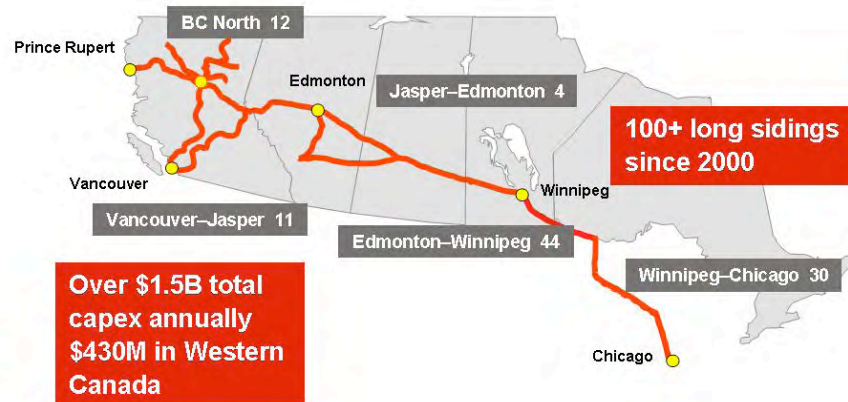 BC North 12
Prince Rupert
Edmonton
Jasper–Edmonton 4
100+ long sidings
since 2000
Vancouver
Winnipeg
Vancouver–Jasper 11
Edmonton–Winnipeg 44
Winnipeg–Chicago 30
Over $1.5B total
capex annually
$430M in Western
Canada
Chicago